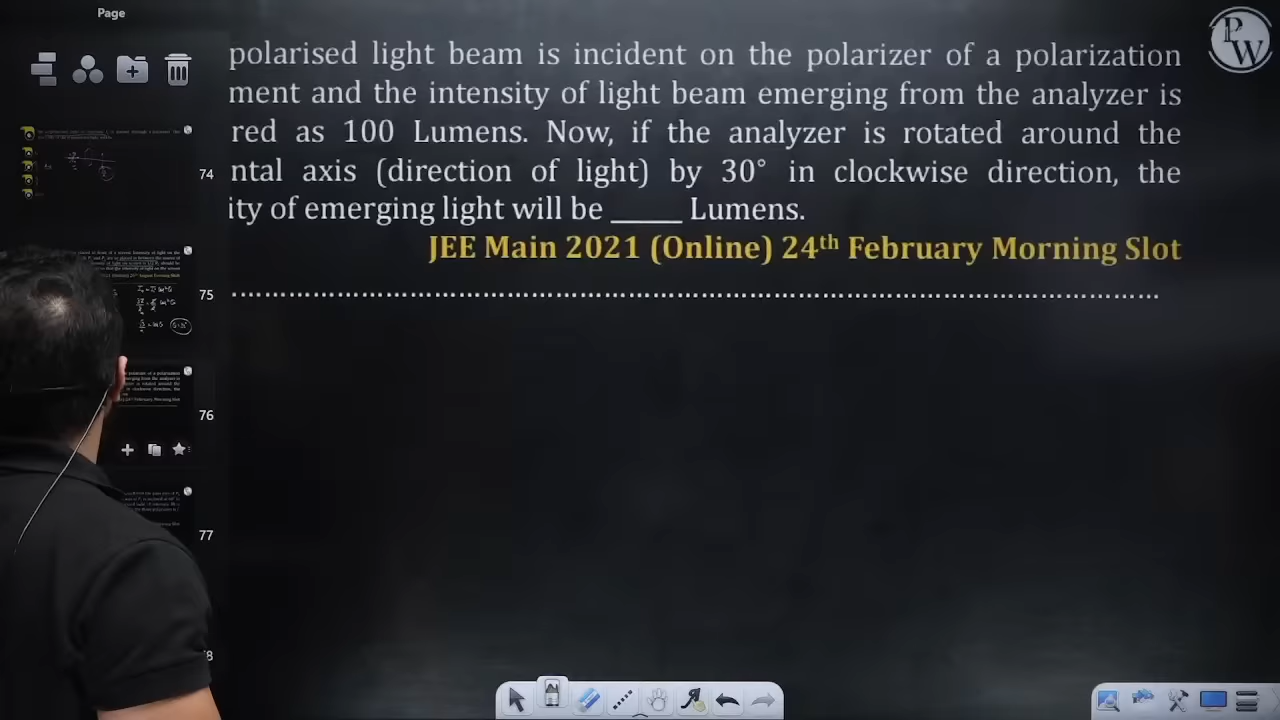 Page
polarised light beam is incident on the polarizer of a polarization
ment and the intensity of light beam emerging from the analyzer is
red as 100 Lumens. Now, if the analyzer is rotated around the
ntal axis (direction of light) by 30° in clockwise direction, the
ity of emerging light will be _____ Lumens.
JEE Main 2021 (Online) 24th February Morning Slot
74
75
76
77
8
PW